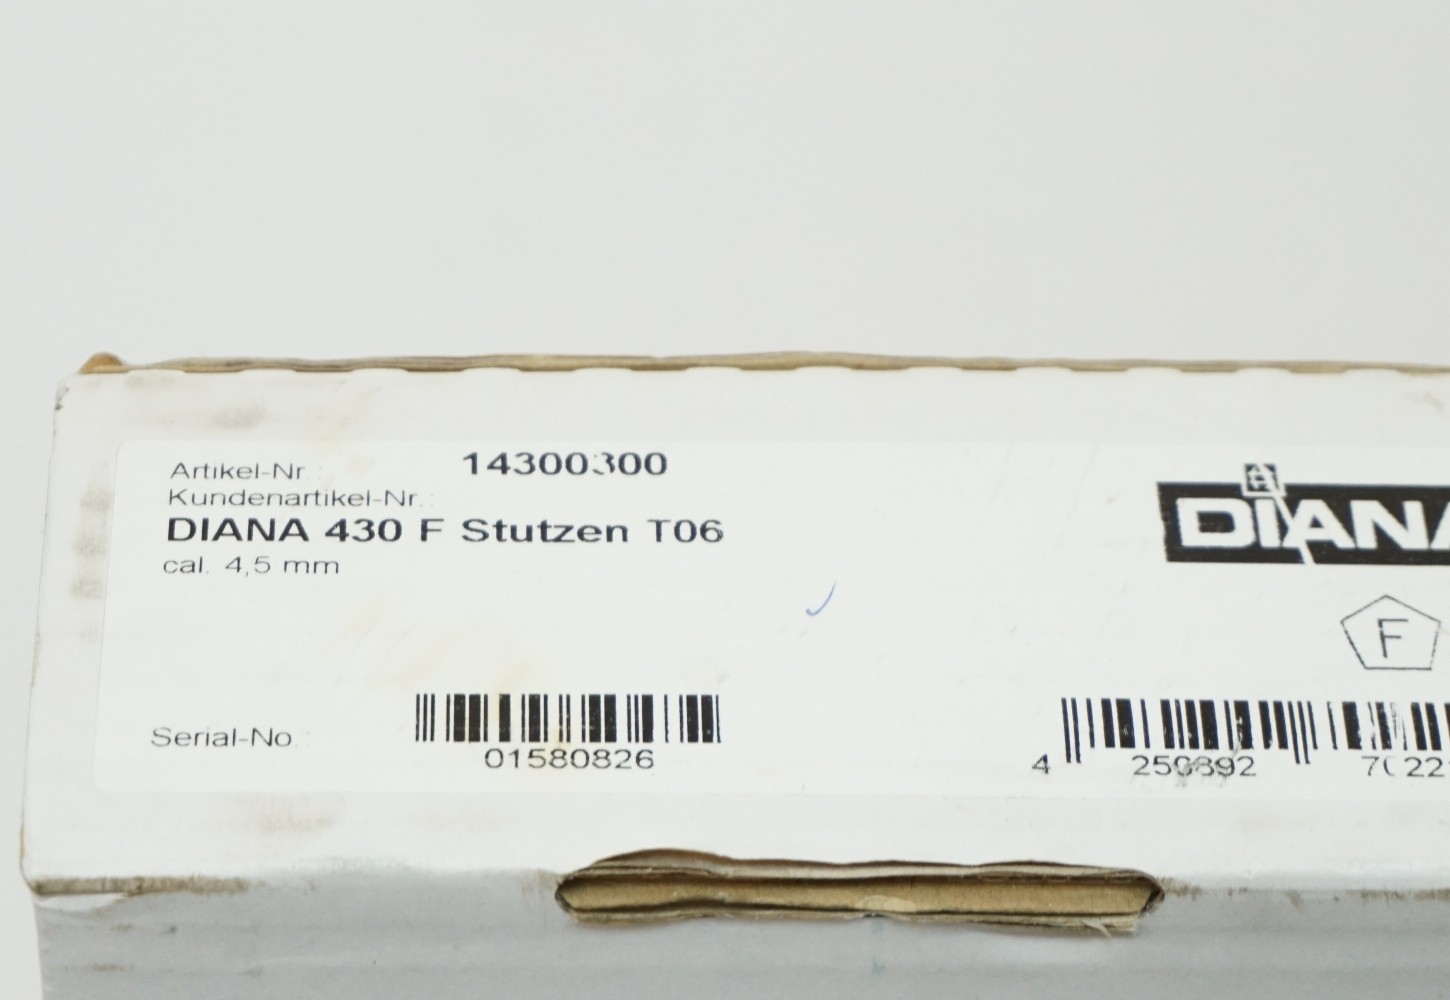 Artikel-Nr.: 14300300
Kundenartikel-Nr.:
DIANA 430 F Stutzen T06
cal. 4,5 mm
DIANA
F
Serial-No.:
01580826
4